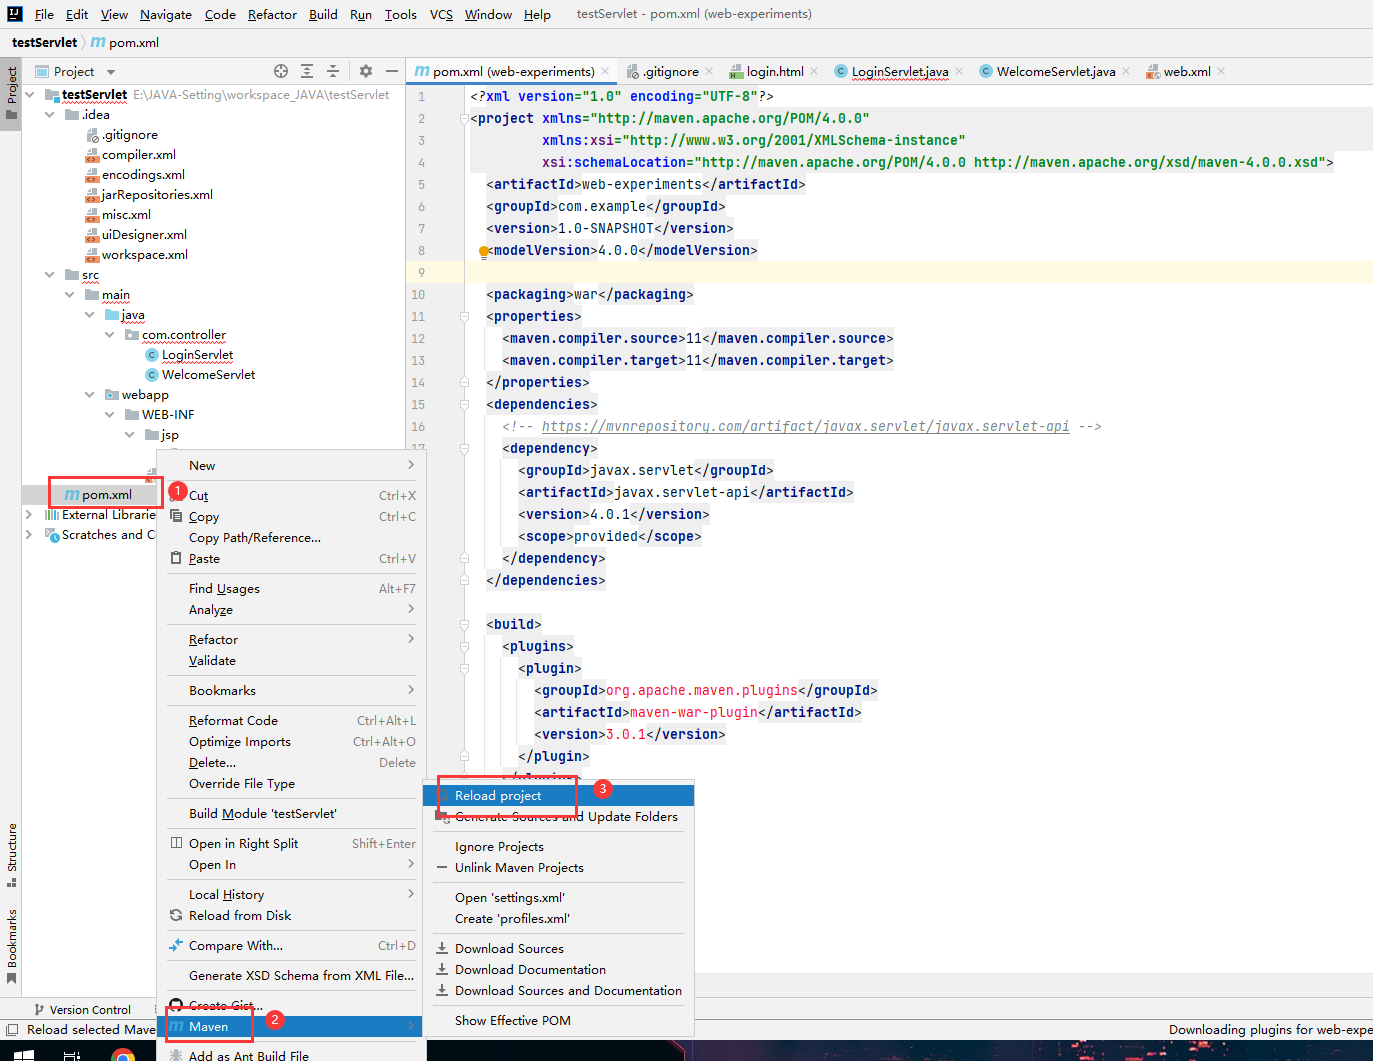 File Edit View Navigate Code Refactor Build Run Tools VCS Window Help testServlet - pom.xml (web-experiments)
testServlet m pom.xml
Project
m pom.xml (web-experiments) .gitignore login.html LoginServlet.java WelcomeServlet.java web.xml
Project
testServlet E:\JAVA-Setting\workspace_JAVA\testServlet
.idea
.gitignore
compiler.xml
encodings.xml
jarRepositories.xml
misc.xml
uiDesigner.xml
workspace.xml
src
main
java
com.controller
LoginServlet
WelcomeServlet
webapp
WEB-INF
jsp
m pom.xml
External Librarie
Scratches and C
Structure
Bookmarks
1 <?xml version="1.0" encoding="UTF-8"?>
2 <project xmlns="http://maven.apache.org/POM/4.0.0"
3 xmlns:xsi="http://www.w3.org/2001/XMLSchema-instance"
4 xsi:schemaLocation="http://maven.apache.org/POM/4.0.0 http://maven.apache.org/xsd/maven-4.0.0.xsd">
5 <artifactId>web-experiments</artifactId>
6 <groupId>com.example</groupId>
7 <version>1.0-SNAPSHOT</version>
8 <modelVersion>4.0.0</modelVersion>
9
10 <packaging>war</packaging>
11 <properties>
12 <maven.compiler.source>11</maven.compiler.source>
13 <maven.compiler.target>11</maven.compiler.target>
14 </properties>
15 <dependencies>
16 <!-- https://mvnrepository.com/artifact/javax.servlet/javax.servlet-api -->
17 <dependency>
<groupId>javax.servlet</groupId>
<artifactId>javax.servlet-api</artifactId>
<version>4.0.1</version>
<scope>provided</scope>
</dependency>
</dependencies>
<build>
<plugins>
<plugin>
<groupId>org.apache.maven.plugins</groupId>
<artifactId>maven-war-plugin</artifactId>
<version>3.0.1</version>
</plugin>
</plugins>
1
New
Cut Ctrl+X
Copy Ctrl+C
Copy Path/Reference...
Paste Ctrl+V
Find Usages Alt+F7
Analyze
Refactor
Validate
Bookmarks
Reformat Code Ctrl+Alt+L
Optimize Imports Ctrl+Alt+O
Delete... Delete
Override File Type
Build Module 'testServlet'
Open in Right Split Shift+Enter
Open In
Local History
Reload from Disk
Compare With... Ctrl+D
Generate XSD Schema from XML File...
Create Gist...
m Maven 2
Add as Ant Build File
Reload project 3
Generate Sources and Update Folders
Ignore Projects
Unlink Maven Projects
Open 'settings.xml'
Create 'profiles.xml'
Download Sources
Download Documentation
Download Sources and Documentation
Show Effective POM
Version Control
Reload selected Mave
Downloading plugins for web-expe